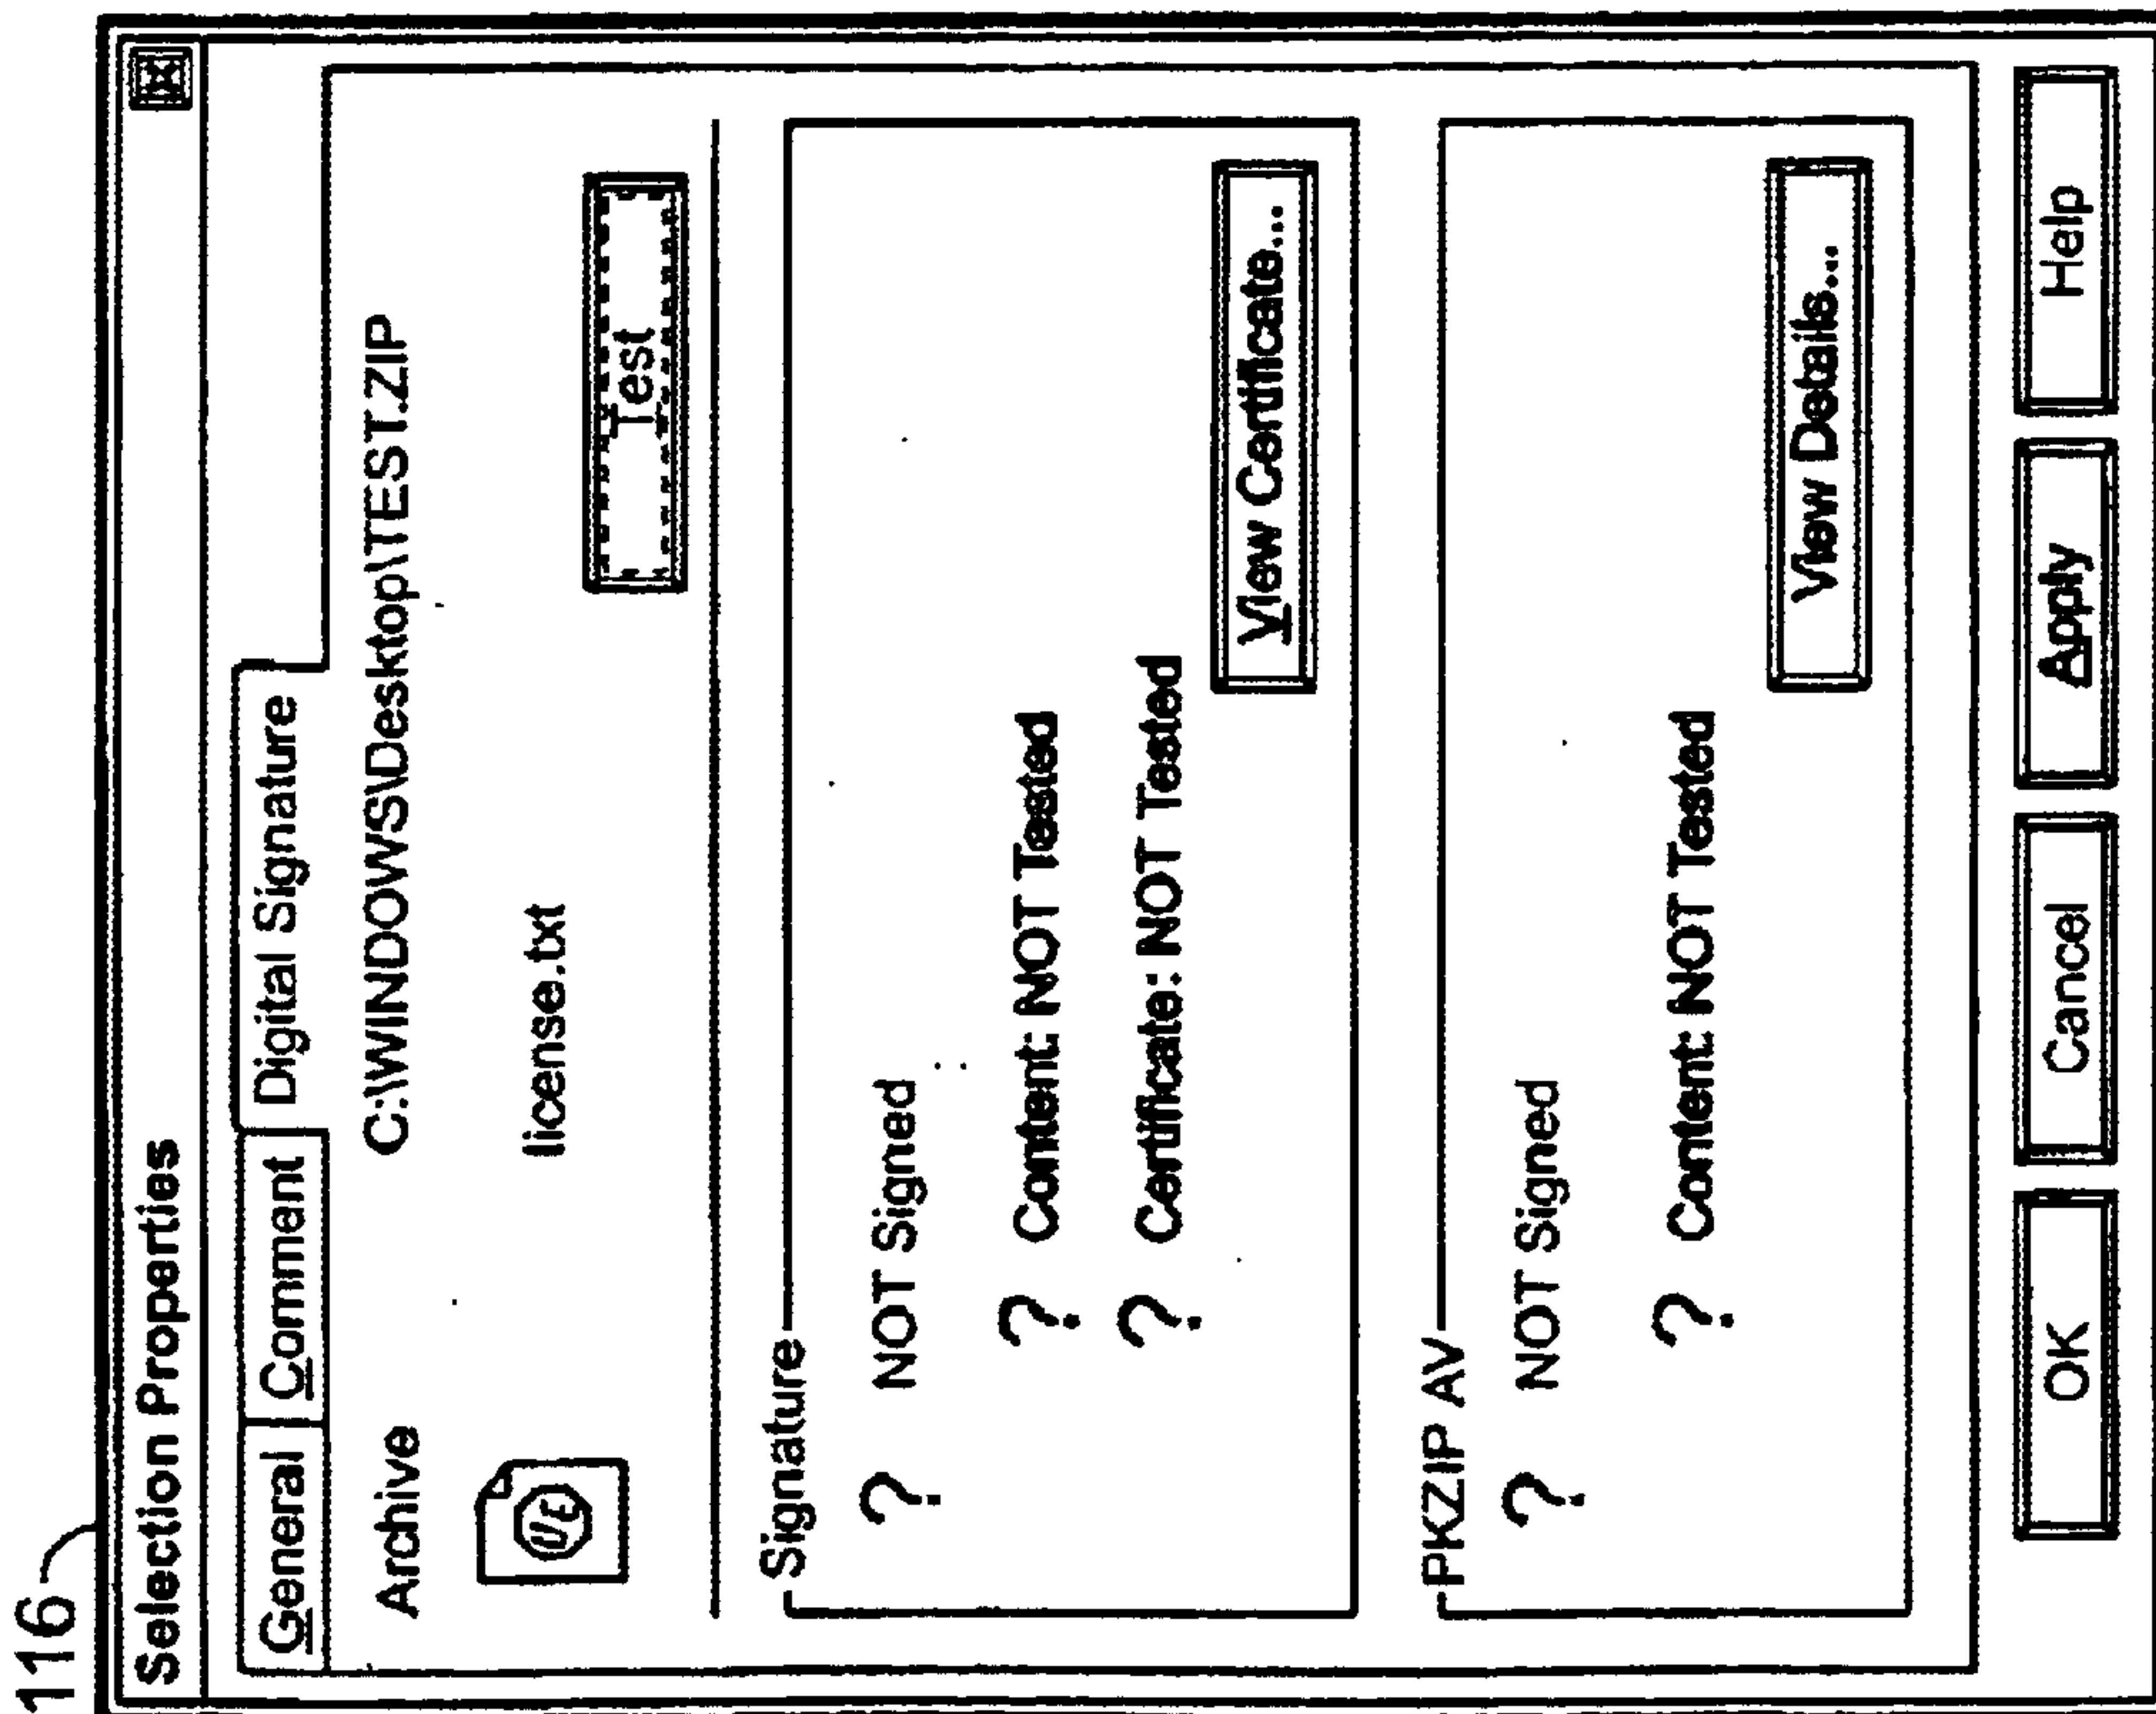 116
Selection Properties
General Comment Digital Signature
Archive C:\WINDOWS\Desktop\TEST.ZIP
license.txt
Test
Signature
? NOT Signed
? Content: NOT Tested
? Certificate: NOT Tested
View Certificate...
PKZIP AV
? NOT Signed
? Content: NOT Tested
View Details...
OK Cancel Apply Help